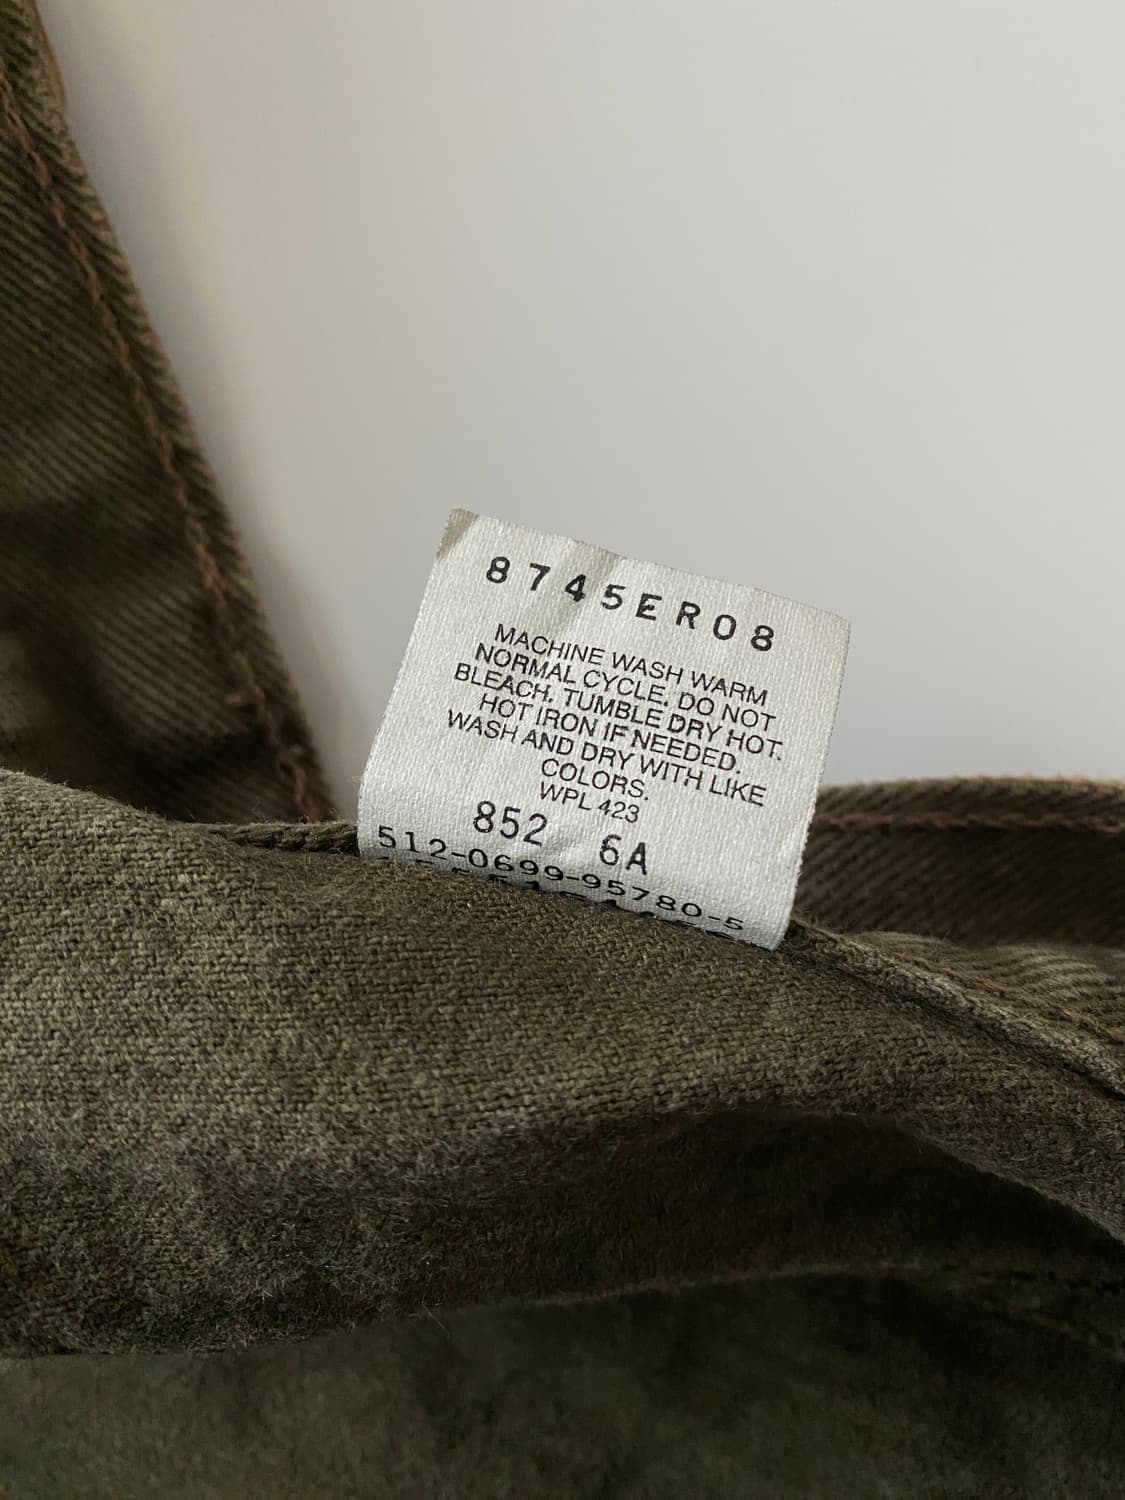 8745ER08
MACHINE WASH WARM
NORMAL CYCLE. DO NOT
BLEACH. TUMBLE DRY HOT.
HOT IRON IF NEEDED.
WASH AND DRY WITH LIKE
COLORS.
WPL 423
852 6A
512-0699-95780-5